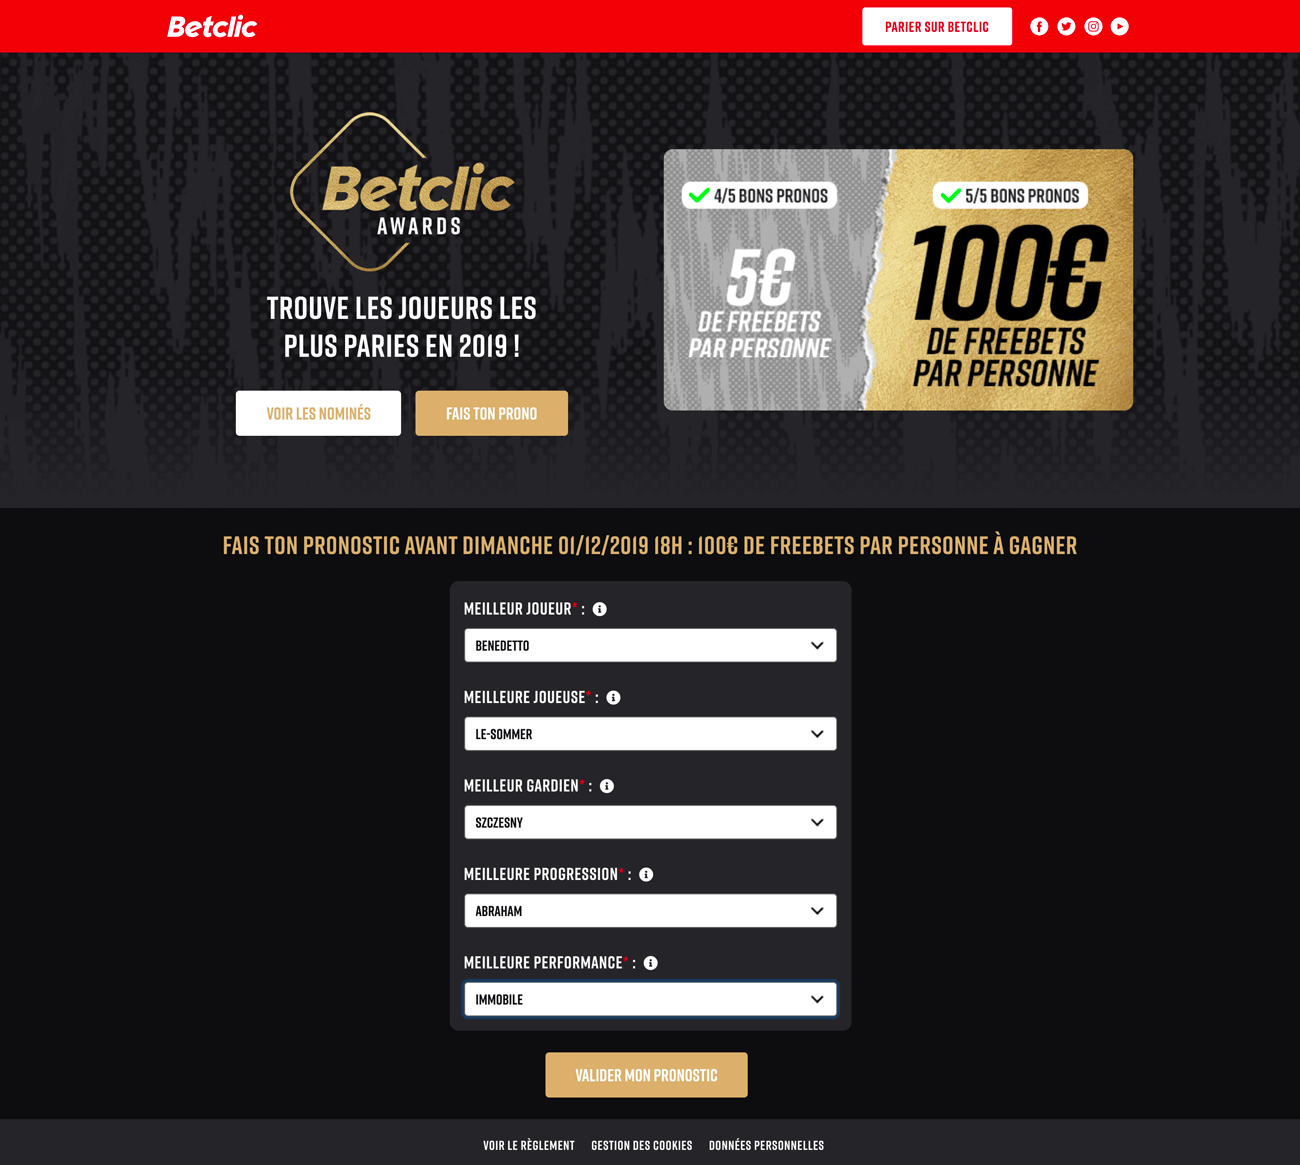 Betclic
PARIER SUR BETCLIC
Betclic
AWARDS
TROUVE LES JOUEURS LES
PLUS PARIES EN 2019 !
VOIR LES NOMINÉS
FAIS TON PRONO
4/5 BONS PRONOS
5€
DE FREEBETS
PAR PERSONNE
5/5 BONS PRONOS
100€
DE FREEBETS
PAR PERSONNE
FAIS TON PRONOSTIC AVANT DIMANCHE 01/12/2019 18H : 100€ DE FREEBETS PAR PERSONNE À GAGNER
MEILLEUR JOUEUR* :
BENEDETTO
MEILLEURE JOUEUSE* :
LE-SOMMER
MEILLEUR GARDIEN* :
SZCZESNY
MEILLEURE PROGRESSION* :
ABRAHAM
MEILLEURE PERFORMANCE* :
IMMOBILE
VALIDER MON PRONOSTIC
VOIR LE RÈGLEMENT GESTION DES COOKIES DONNÉES PERSONNELLES